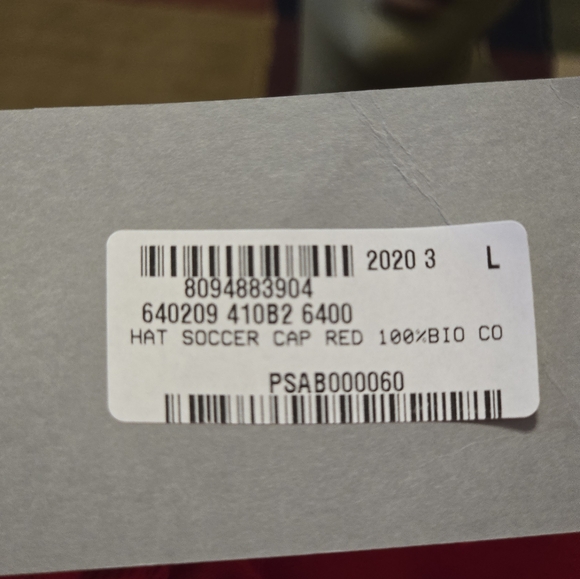 2020 3 L
8094883904
640209 410B2 6400
HAT SOCCER CAP RED 100%BIO CO
PSAB000060